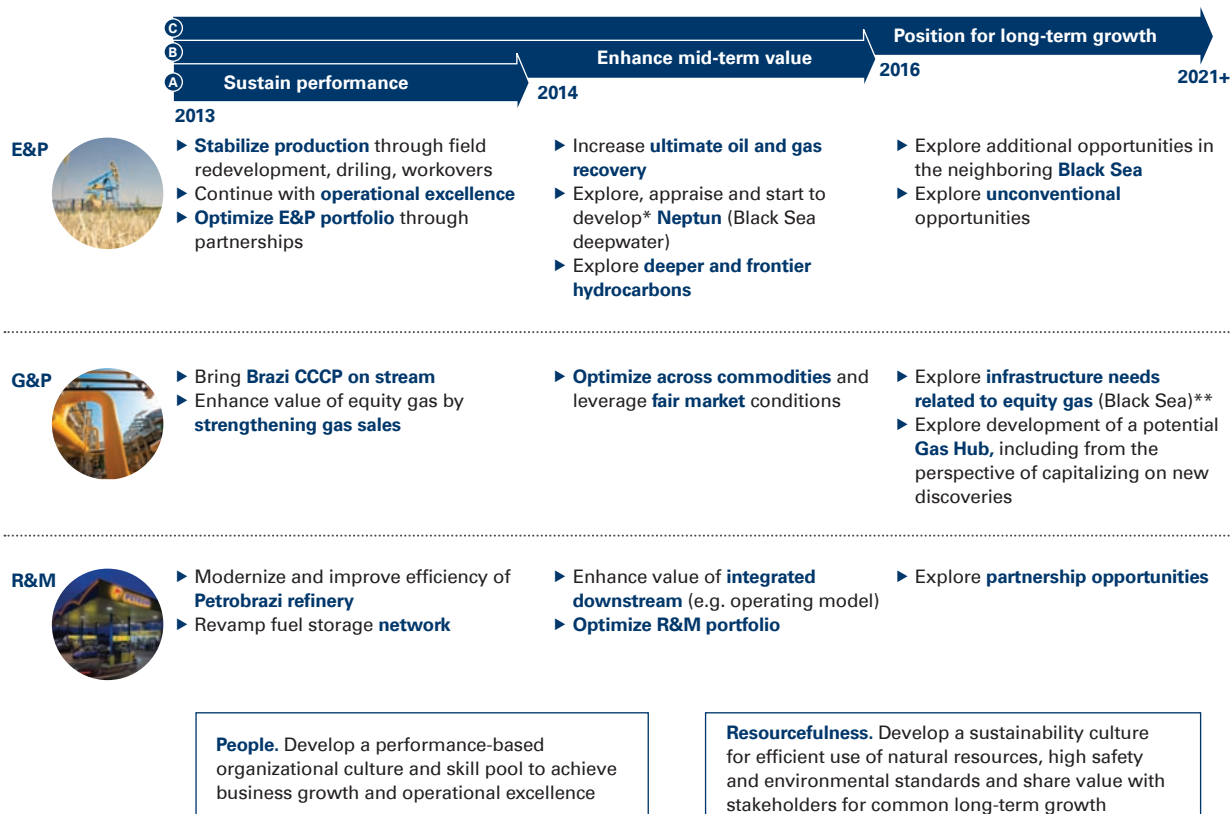 C
Position for long-term growth
B
Enhance mid-term value
2016
A
Sustain performance
2014
2021+
2013
E&P
▶ Stabilize production through field
redevelopment, driling, workovers
▶ Continue with operational excellence
▶ Optimize E&P portfolio through
partnerships
▶ Increase ultimate oil and gas
recovery
▶ Explore, appraise and start to
develop* Neptun (Black Sea
deepwater)
▶ Explore deeper and frontier
hydrocarbons
▶ Explore additional opportunities in
the neighboring Black Sea
▶ Explore unconventional
opportunities
G&P
▶ Bring Brazi CCCP on stream
▶ Enhance value of equity gas by
strengthening gas sales
▶ Optimize across commodities and
leverage fair market conditions
▶ Explore infrastructure needs
related to equity gas (Black Sea)**
▶ Explore development of a potential
Gas Hub, including from the
perspective of capitalizing on new
discoveries
R&M
▶ Modernize and improve efficiency of
Petrobrazi refinery
▶ Revamp fuel storage network
▶ Enhance value of integrated
downstream (e.g. operating model)
▶ Optimize R&M portfolio
▶ Explore partnership opportunities
People. Develop a performance-based
organizational culture and skill pool to achieve
business growth and operational excellence
Resourcefulness. Develop a sustainability culture
for efficient use of natural resources, high safety
and environmental standards and share value with
stakeholders for common long-term growth